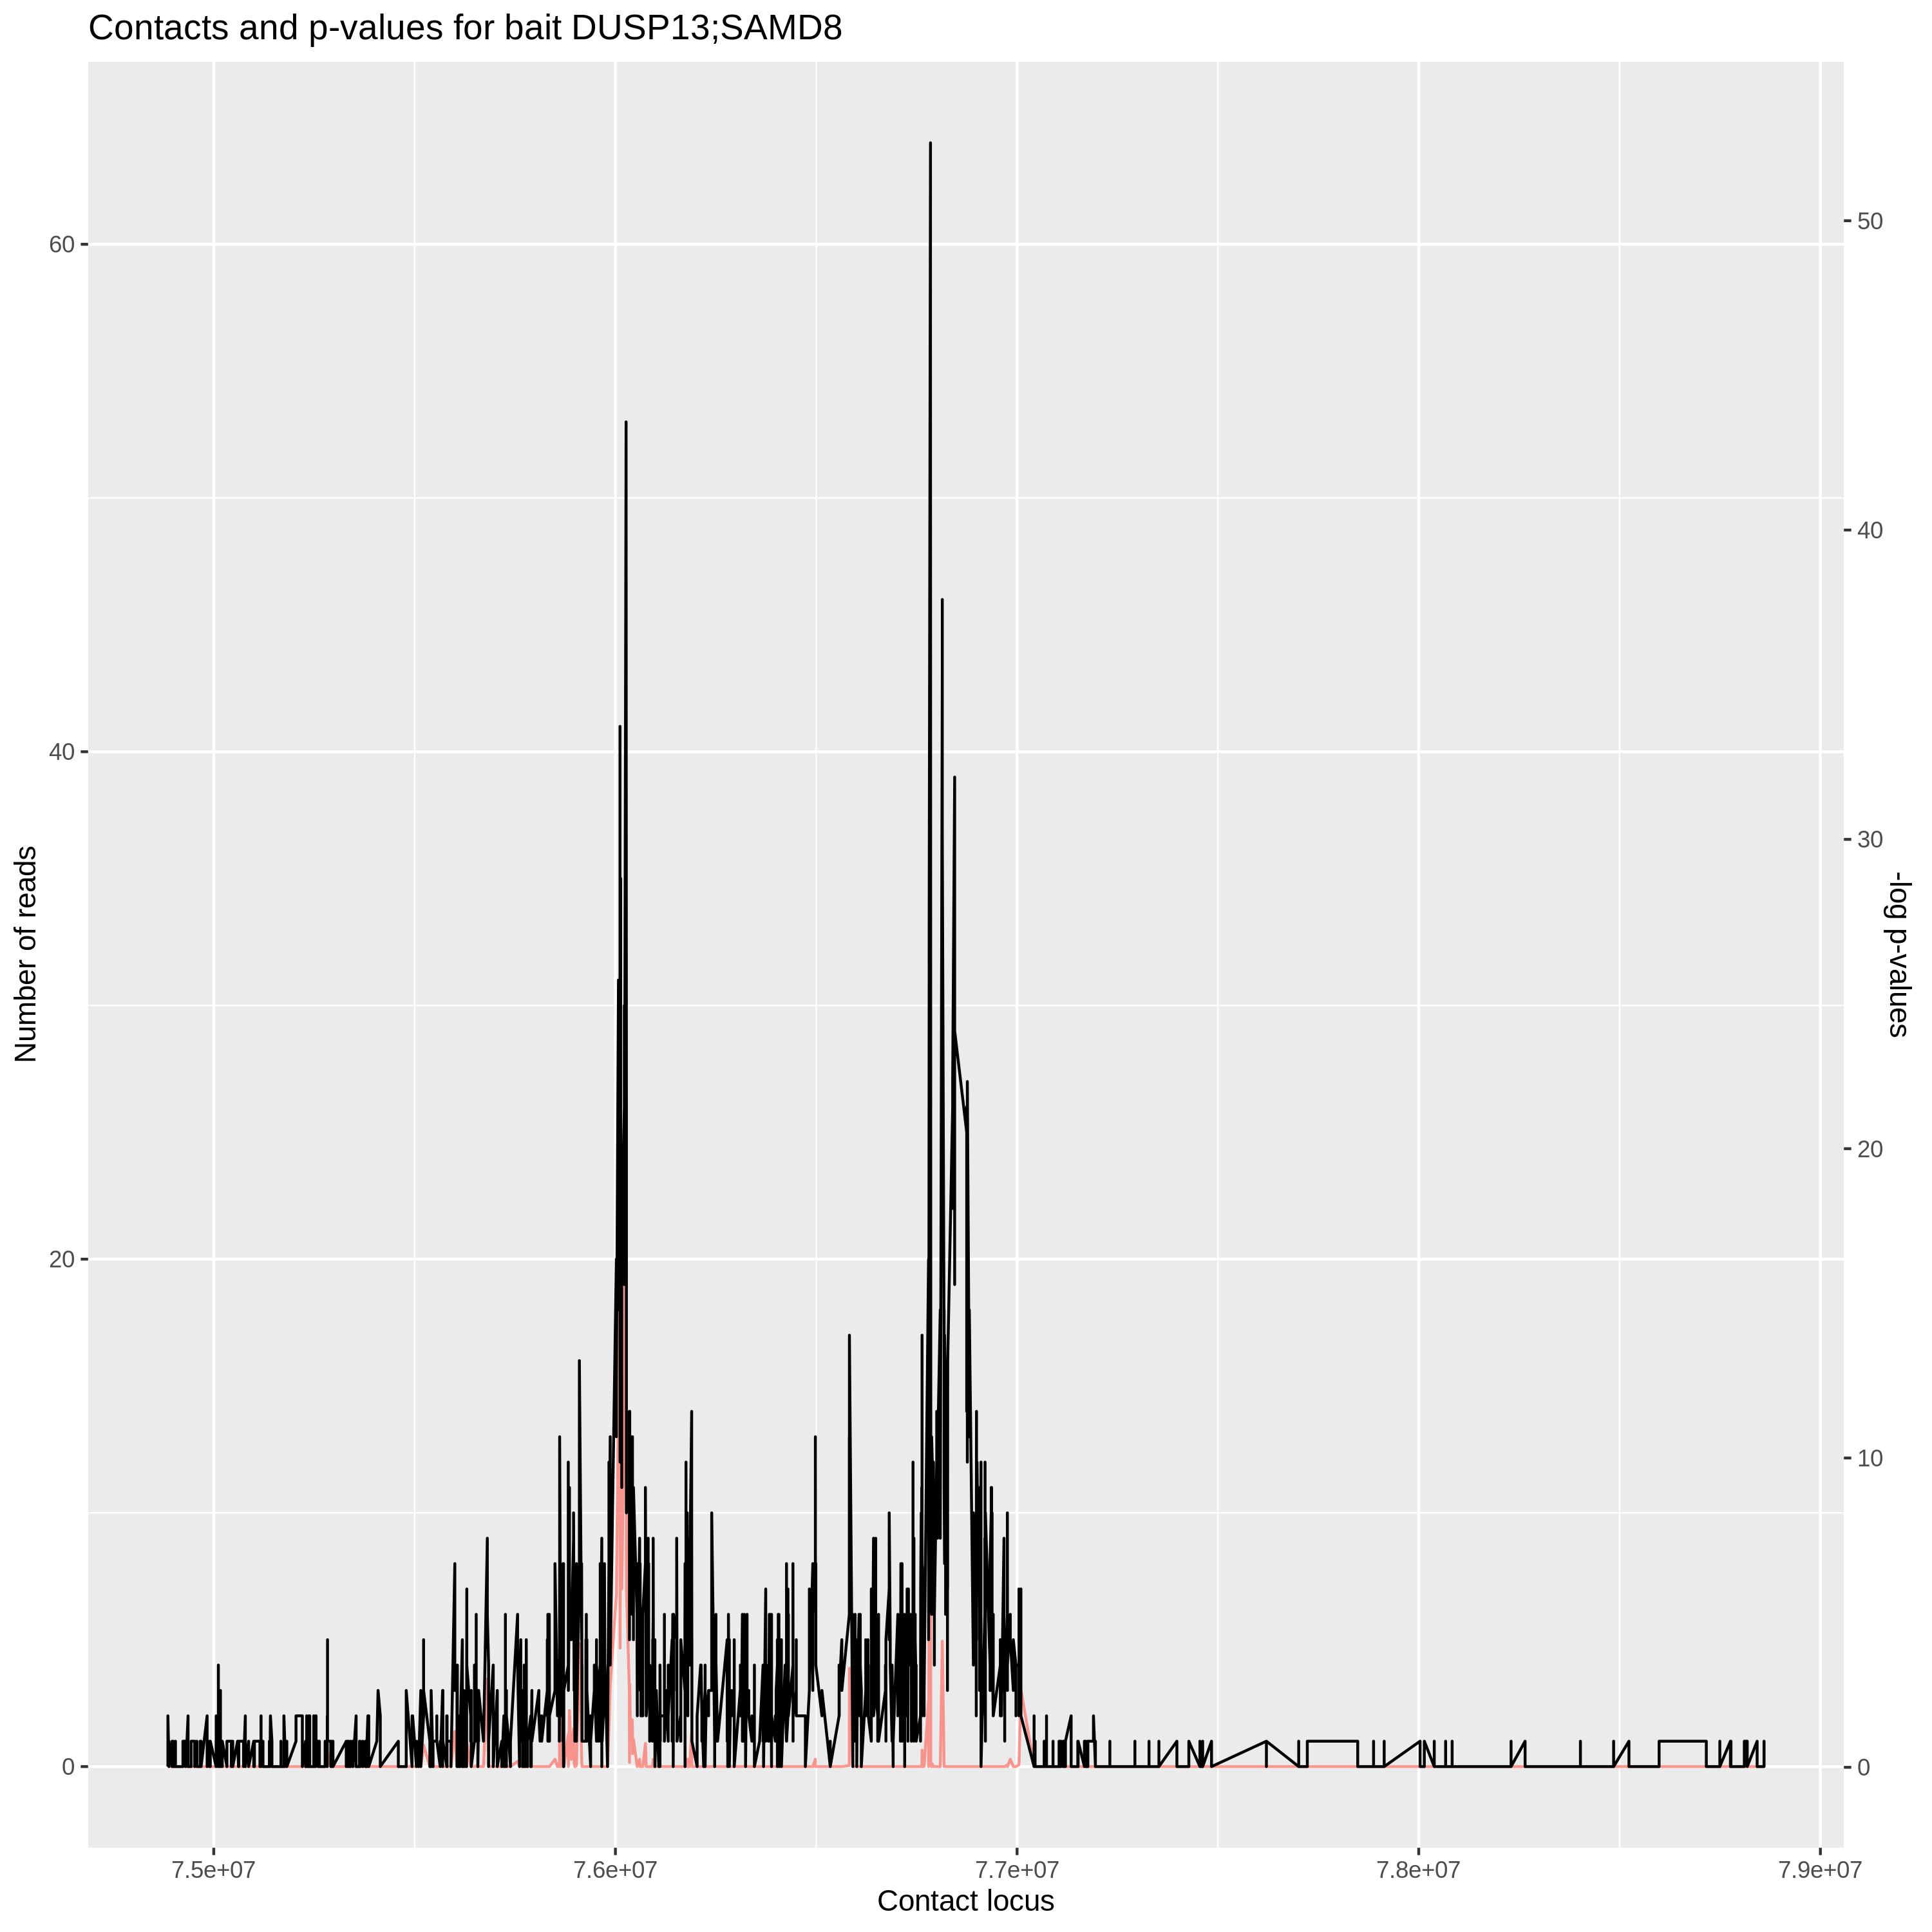 Contacts and p-values for bait DUSP13;SAMD8
60
40
20
0
Number of reads
50
40
30
20
10
0
-log p-values
7.5e+07 7.6e+07 7.7e+07 7.8e+07 7.9e+07
Contact locus